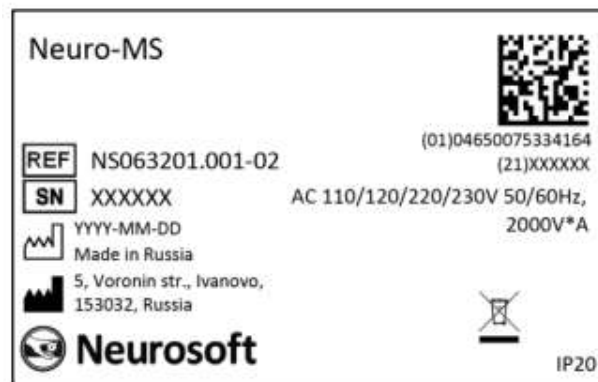 Neuro-MS
(01)04650075334164
(21)XXXXXX
REF NS063201.001-02
SN XXXXXX
AC 110/120/220/230V 50/60Hz,
2000V*A
YYYY-MM-DD
Made in Russia
5, Voronin str., Ivanovo,
153032, Russia
Neurosoft
IP20